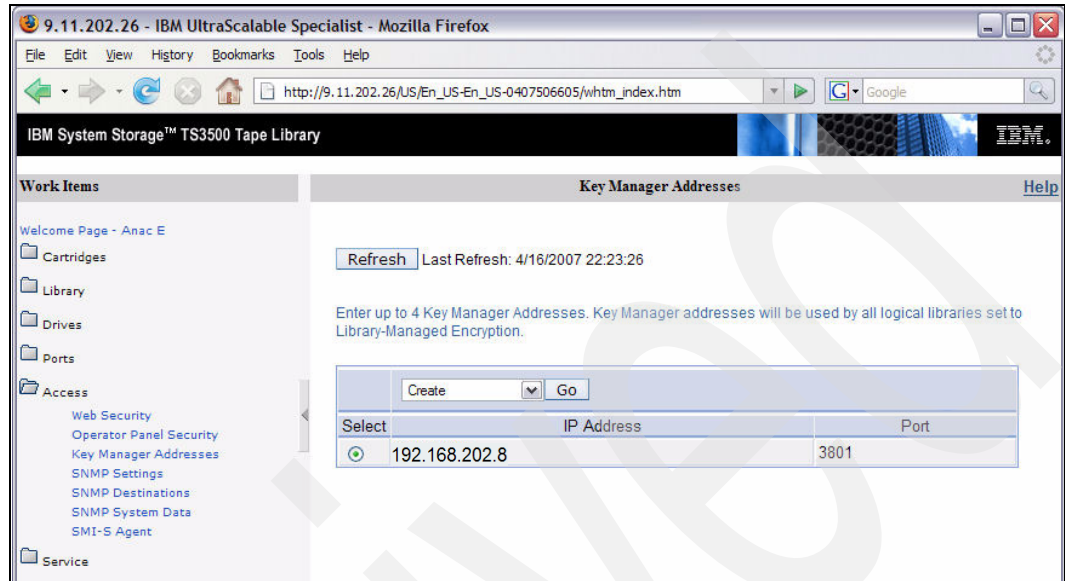 9.11.202.26 - IBM UltraScalable Specialist - Mozilla Firefox
File Edit View History Bookmarks Tools Help
http://9.11.202.26/US/En_US-En_US-0407506605/whtm_index.htm
G Google
IBM System Storage™ TS3500 Tape Library
IBM.
Work Items
Key Manager Addresses
Help
Welcome Page - Anac E
Cartridges
Library
Drives
Ports
Access
Web Security
Operator Panel Security
Key Manager Addresses
SNMP Settings
SNMP Destinations
SNMP System Data
SMI-S Agent
Service
Refresh Last Refresh: 4/16/2007 22:23:26
Enter up to 4 Key Manager Addresses. Key Manager addresses will be used by all logical libraries set to
Library-Managed Encryption.
Create Go
Select IP Address Port
192.168.202.8 3801